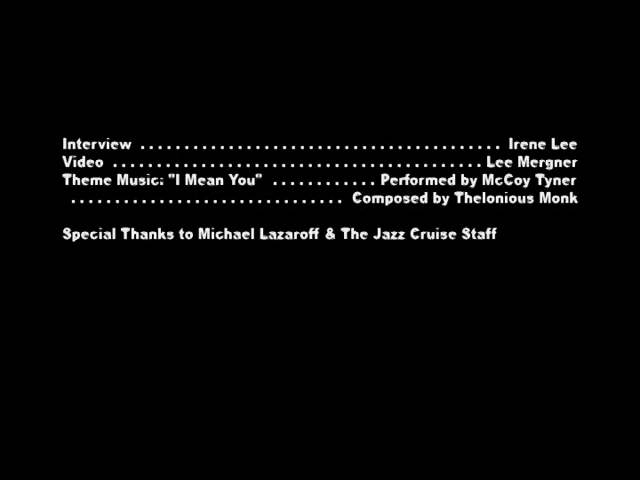 Interview ......................................... Irene Lee
Video .......................................... Lee Mergner
Theme Music: "I Mean You" ............ Performed by McCoy Tyner
............................... Composed by Thelonious Monk
Special Thanks to Michael Lazaroff & The Jazz Cruise Staff